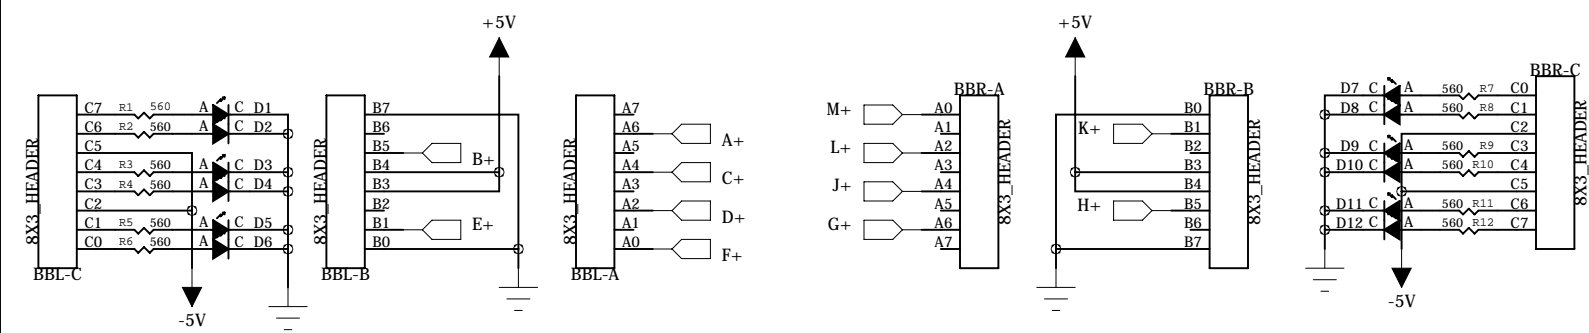 +5V
8X3_HEADER
BBL-C
C7 R1 560 A C D1
C6 R2 560 A C D2
C5
C4 R3 560 A C D3
C3 R4 560 A C D4
C2
C1 R5 560 A C D5
C0 R6 560 A C D6
-5V
8X3_HEADER
BBL-B
B7
B6
B5 B+
B4
B3
B2
B1 E+
B0
8X3_HEADER
BBL-A
A7
A6 A+
A5
A4 C+
A3
A2 D+
A1
A0 F+
+5V
BBR-A
8X3_HEADER
M+ A0
A1
L+ A2
A3
J+ A4
A5
G+ A6
A7
BBR-B
8X3_HEADER
B0
K+ B1
B2
B3
B4
H+ B5
B6
B7
BBR-C
8X3_HEADER
D7 C A 560 R7 C0
D8 C A 560 R8 C1
C2
D9 C A 560 R9 C3
D10 C A 560 R10 C4
C5
D11 C A 560 R11 C6
D12 C A 560 R12 C7
-5V